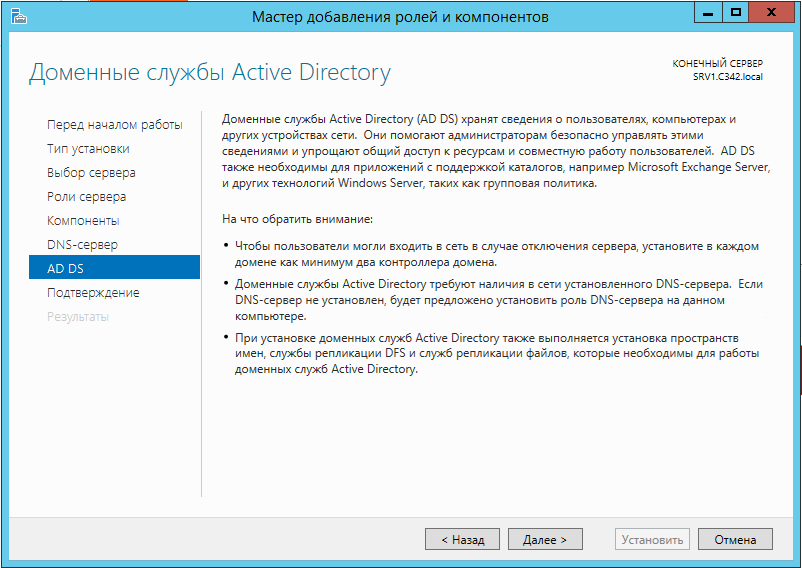 Мастер добавления ролей и компонентов
Доменные службы Active Directory
КОНЕЧНЫЙ СЕРВЕР
SRV1.C342.local
Перед началом работы
Тип установки
Выбор сервера
Роли сервера
Компоненты
DNS-сервер
AD DS
Подтверждение
Результаты
Доменные службы Active Directory (AD DS) хранят сведения о пользователях, компьютерах и
других устройствах сети. Они помогают администраторам безопасно управлять этими
сведениями и упрощают общий доступ к ресурсам и совместную работу пользователей. AD DS
также необходимы для приложений с поддержкой каталогов, например Microsoft Exchange Server,
и других технологий Windows Server, таких как групповая политика.
На что обратить внимание:
• Чтобы пользователи могли входить в сеть в случае отключения сервера, установите в каждом
домене как минимум два контроллера домена.
• Доменные службы Active Directory требуют наличия в сети установленного DNS-сервера. Если
DNS-сервер не установлен, будет предложено установить роль DNS-сервера на данном
компьютере.
• При установке доменных служб Active Directory также выполняется установка пространств
имен, службы репликации DFS и служб репликации файлов, которые необходимы для работы
доменных служб Active Directory.
< Назад
Далее >
Установить
Отмена